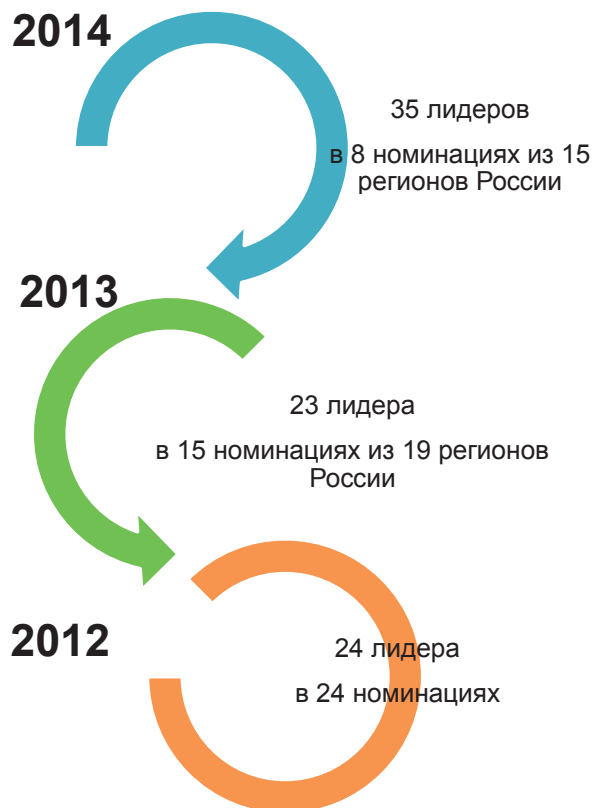 2014
35 лидеров
в 8 номинациях из 15
регионов России
2013
23 лидера
в 15 номинациях из 19 регионов
России
2012
24 лидера
в 24 номинациях